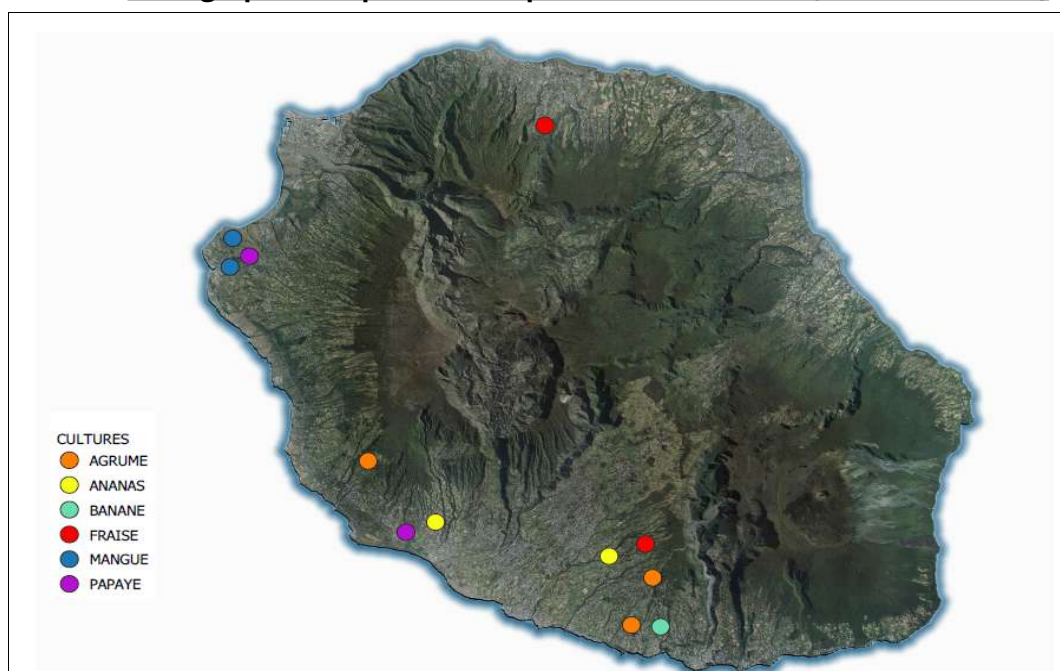 CULTURES
AGRUME
ANANAS
BANANE
FRAISE
MANGUE
PAPAYE